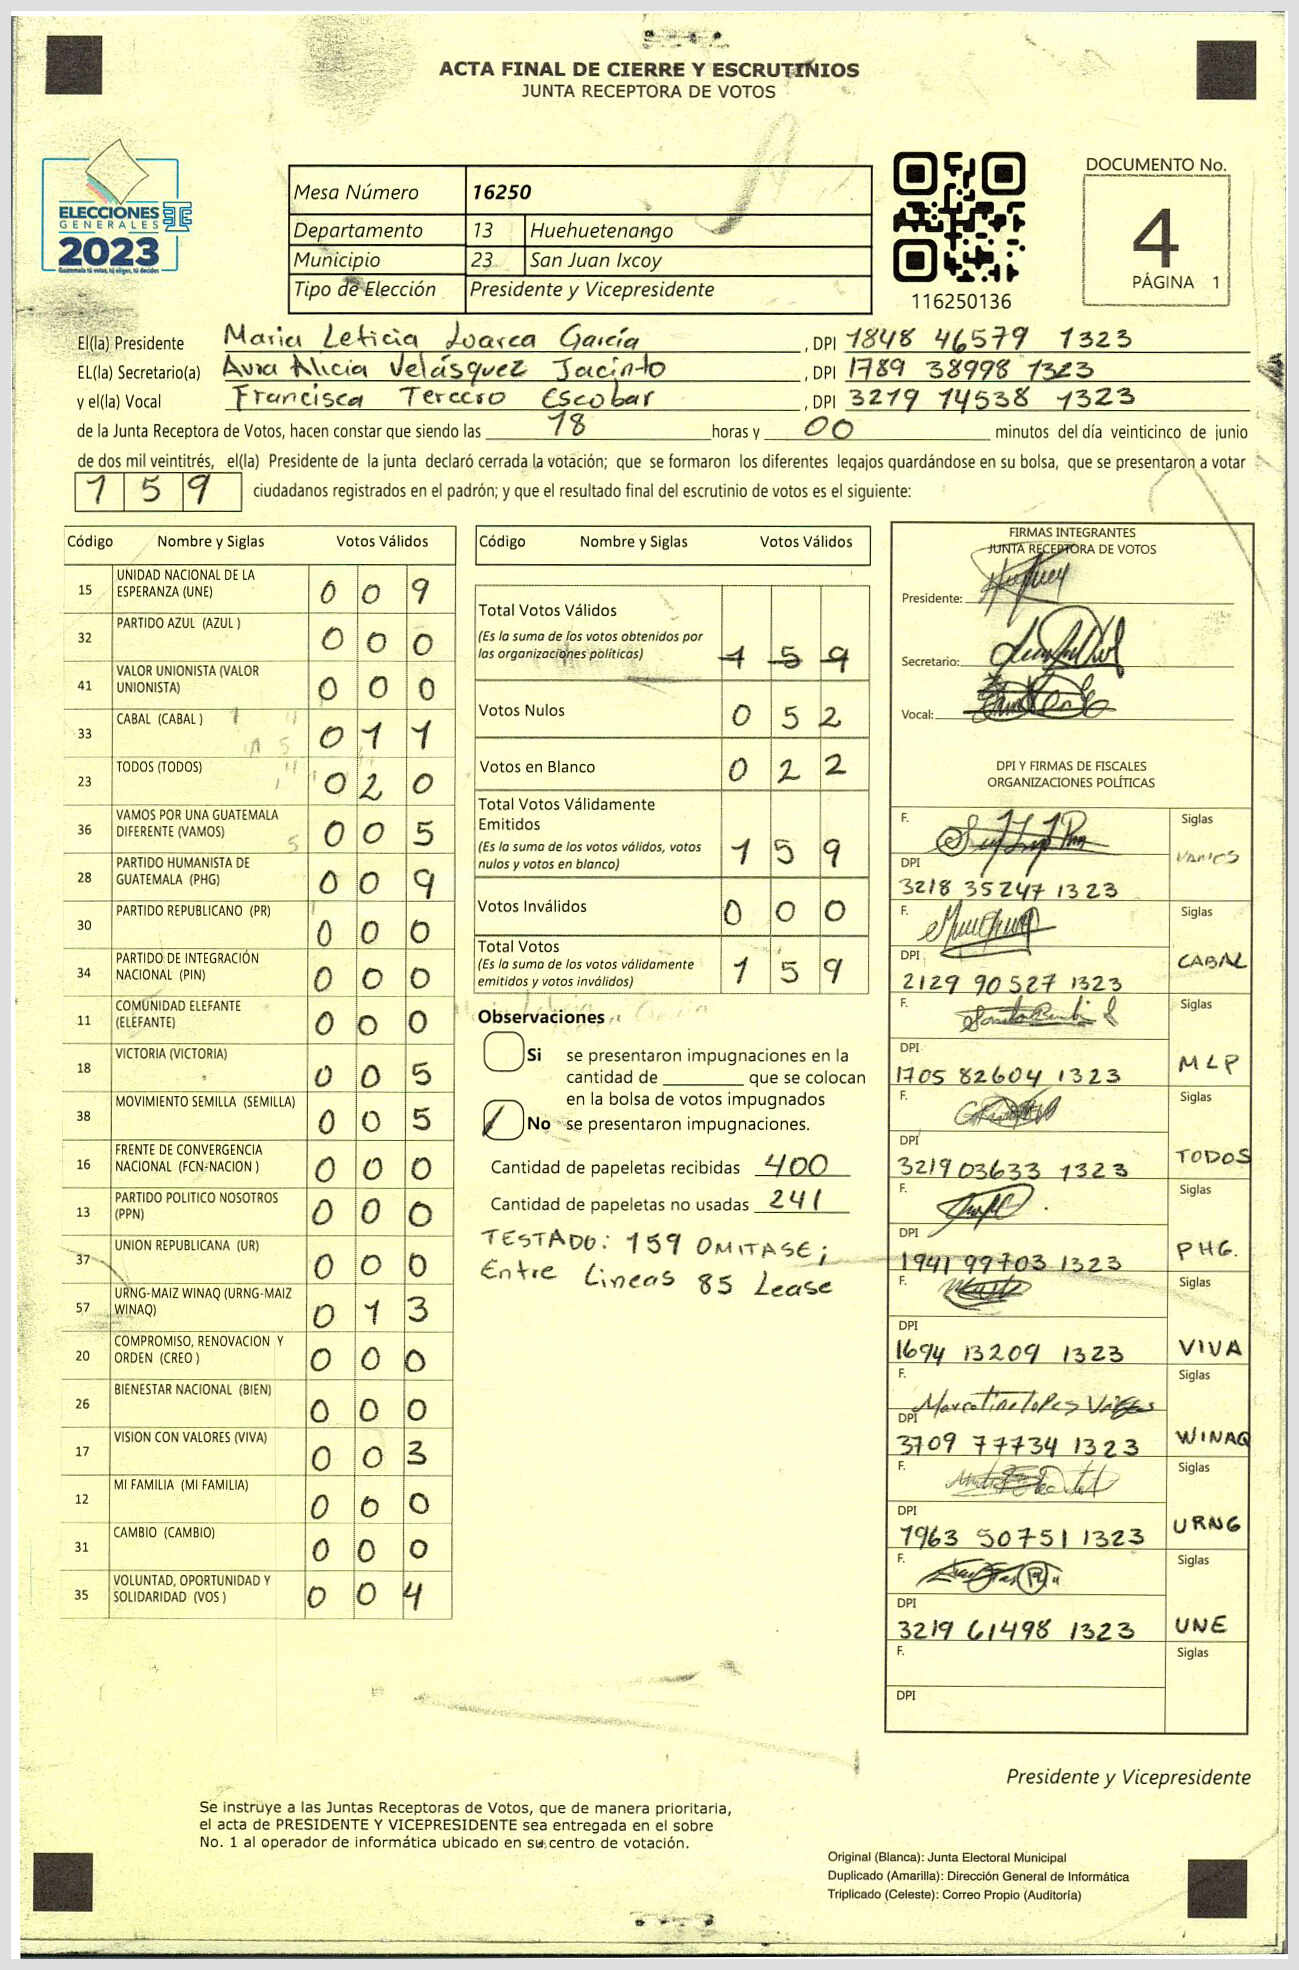 ACTA FINAL DE CIERRE Y ESCRUTINIOS
JUNTA RECEPTORA DE VOTOS
ELECCIONES
GENERALES
2023
Guatemala tú votas, tú eliges, tú decides
Mesa Número 16250
Departamento 13 Huehuetenango
Municipio 23 San Juan Ixcoy
Tipo de Elección Presidente y Vicepresidente
116250136
DOCUMENTO No.
4
PÁGINA 1
El(la) Presidente Maria Leticia Loarca García , DPI 1848 46579 1323
EL(la) Secretario(a) Alicia Velásquez Jacinto , DPI 1789 38998 1323
y el(la) Vocal Francisca Tercero Escobar , DPI 3219 14538 1323
de la Junta Receptora de Votos, hacen constar que siendo las 18 horas y 00 minutos del día veinticinco de junio
de dos mil veintitrés, el(la) Presidente de la junta declaró cerrada la votación; que se formaron los diferentes legajos guardándose en su bolsa, que se presentaron a votar
159 ciudadanos registrados en el padrón; y que el resultado final del escrutinio de votos es el siguiente:
Código Nombre y Siglas Votos Válidos
15 UNIDAD NACIONAL DE LA ESPERANZA (UNE) 0 0 9
32 PARTIDO AZUL (AZUL ) 0 0 0
41 VALOR UNIONISTA (VALOR UNIONISTA) 0 0 0
33 CABAL (CABAL ) 0 1 1
23 TODOS (TODOS) 0 2 0
36 VAMOS POR UNA GUATEMALA DIFERENTE (VAMOS) 0 0 5
28 PARTIDO HUMANISTA DE GUATEMALA (PHG) 0 0 9
30 PARTIDO REPUBLICANO (PR) 0 0 0
34 PARTIDO DE INTEGRACIÓN NACIONAL (PIN) 0 0 0
11 COMUNIDAD ELEFANTE (ELEFANTE) 0 0 0
18 VICTORIA (VICTORIA) 0 0 5
38 MOVIMIENTO SEMILLA (SEMILLA) 0 0 5
16 FRENTE DE CONVERGENCIA NACIONAL (FCN-NACION ) 0 0 0
13 PARTIDO POLITICO NOSOTROS (PPN) 0 0 0
37 UNION REPUBLICANA (UR) 0 0 0
57 URNG-MAIZ WINAQ (URNG-MAIZ WINAQ) 0 1 3
20 COMPROMISO, RENOVACION Y ORDEN (CREO ) 0 0 0
26 BIENESTAR NACIONAL (BIEN) 0 0 0
17 VISION CON VALORES (VIVA) 0 0 3
12 MI FAMILIA (MI FAMILIA) 0 0 0
31 CAMBIO (CAMBIO) 0 0 0
35 VOLUNTAD, OPORTUNIDAD Y SOLIDARIDAD (VOS ) 0 0 4
Código Nombre y Siglas Votos Válidos
Total Votos Válidos
(Es la suma de los votos obtenidos por
las organizaciones políticas) 1 5 9
Votos Nulos 0 5 2
Votos en Blanco 0 2 2
Total Votos Válidamente
Emitidos
(Es la suma de los votos válidos, votos
nulos y votos en blanco) 1 5 9
Votos Inválidos 0 0 0
Total Votos
(Es la suma de los votos válidamente
emitidos y votos inválidos) 1 5 9
Observaciones
Si se presentaron impugnaciones en la
cantidad de ________ que se colocan
en la bolsa de votos impugnados
No se presentaron impugnaciones.
Cantidad de papeletas recibidas 400
Cantidad de papeletas no usadas 241
TESTADO: 159 OMITASE;
Entre Lineas 85 Lease
FIRMAS INTEGRANTES
JUNTA RECEPTORA DE VOTOS
Presidente:
Secretario:
Vocal:
DPI Y FIRMAS DE FISCALES
ORGANIZACIONES POLÍTICAS
F. Siglas
DPI VAMOS
3218 35247 1323
F. Siglas
DPI CABAL
2129 90527 1323
F. Siglas
DPI MLP
1705 82604 1323
F. Siglas
DPI TODOS
3219 03633 1323
F. Siglas
DPI PHG.
1941 99703 1323
F. Siglas
DPI VIVA
1694 13209 1323
F. Siglas
DPI WINAQ
3709 77734 1323
F. Siglas
DPI URNG
7963 50751 1323
F. Siglas
DPI UNE
3219 61498 1323
F. Siglas
DPI
Presidente y Vicepresidente
Se instruye a las Juntas Receptoras de Votos, que de manera prioritaria,
el acta de PRESIDENTE Y VICEPRESIDENTE sea entregada en el sobre
No. 1 al operador de informática ubicado en su centro de votación.
Original (Blanca): Junta Electoral Municipal
Duplicado (Amarilla): Dirección General de Informática
Triplicado (Celeste): Correo Propio (Auditoría)